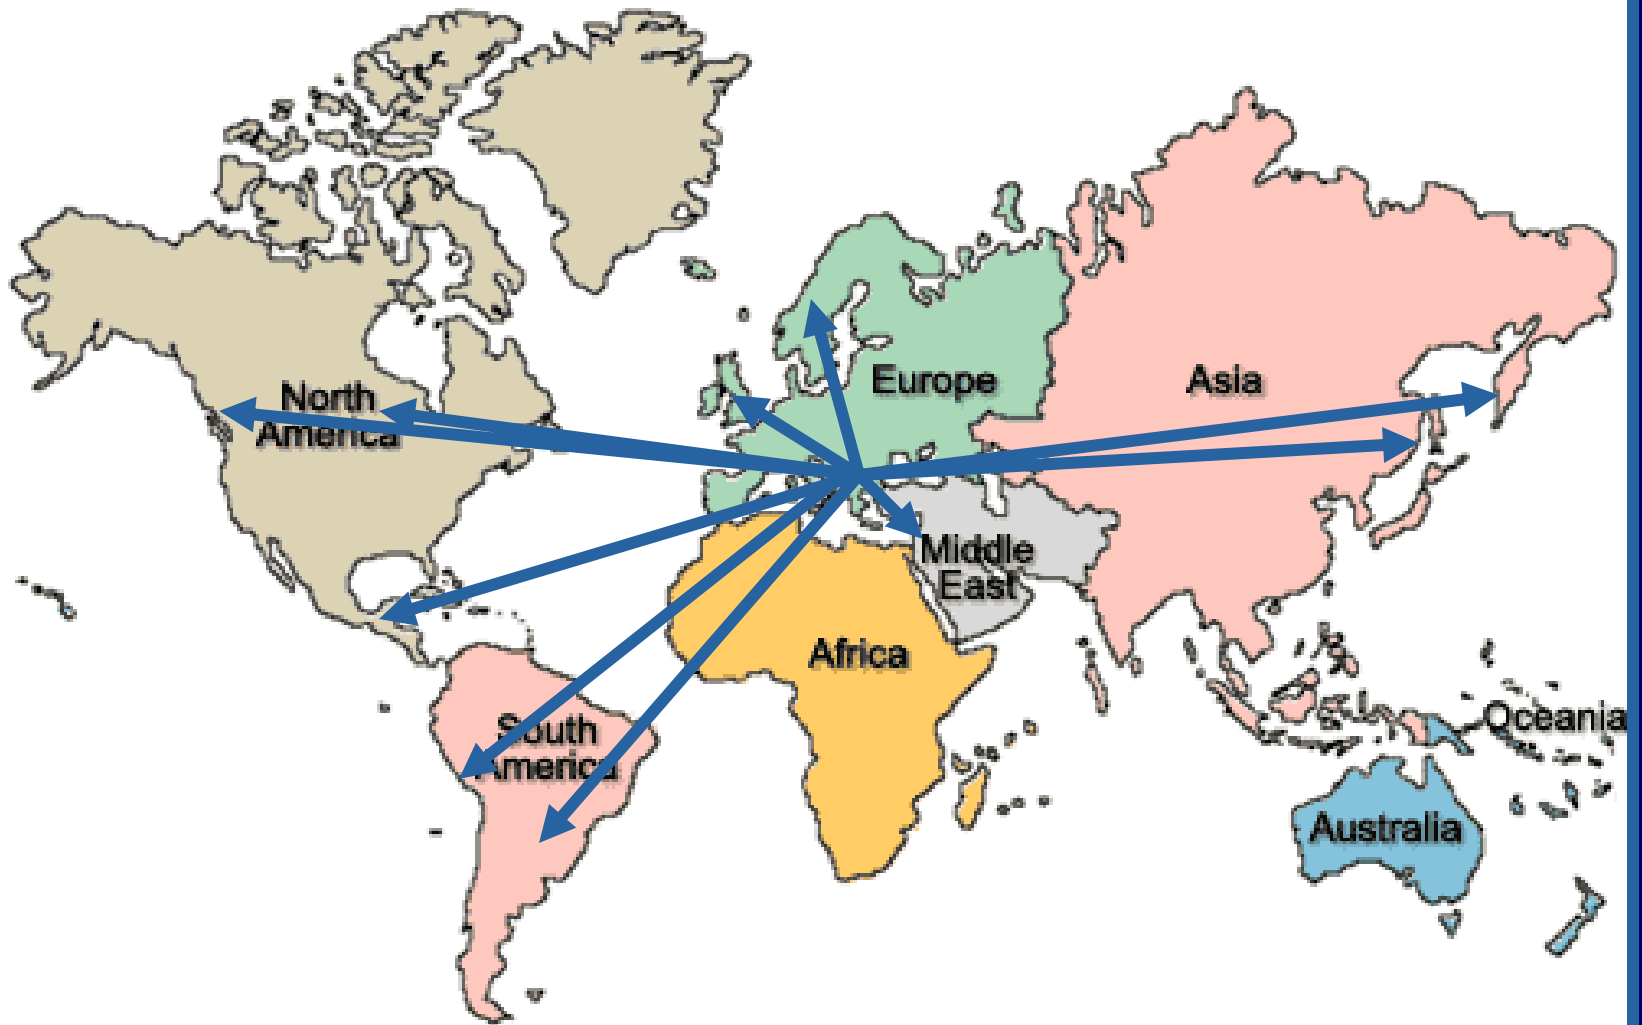 North
America
Europe
Asia
Middle
East
Africa
South
America
Oceania
Australia